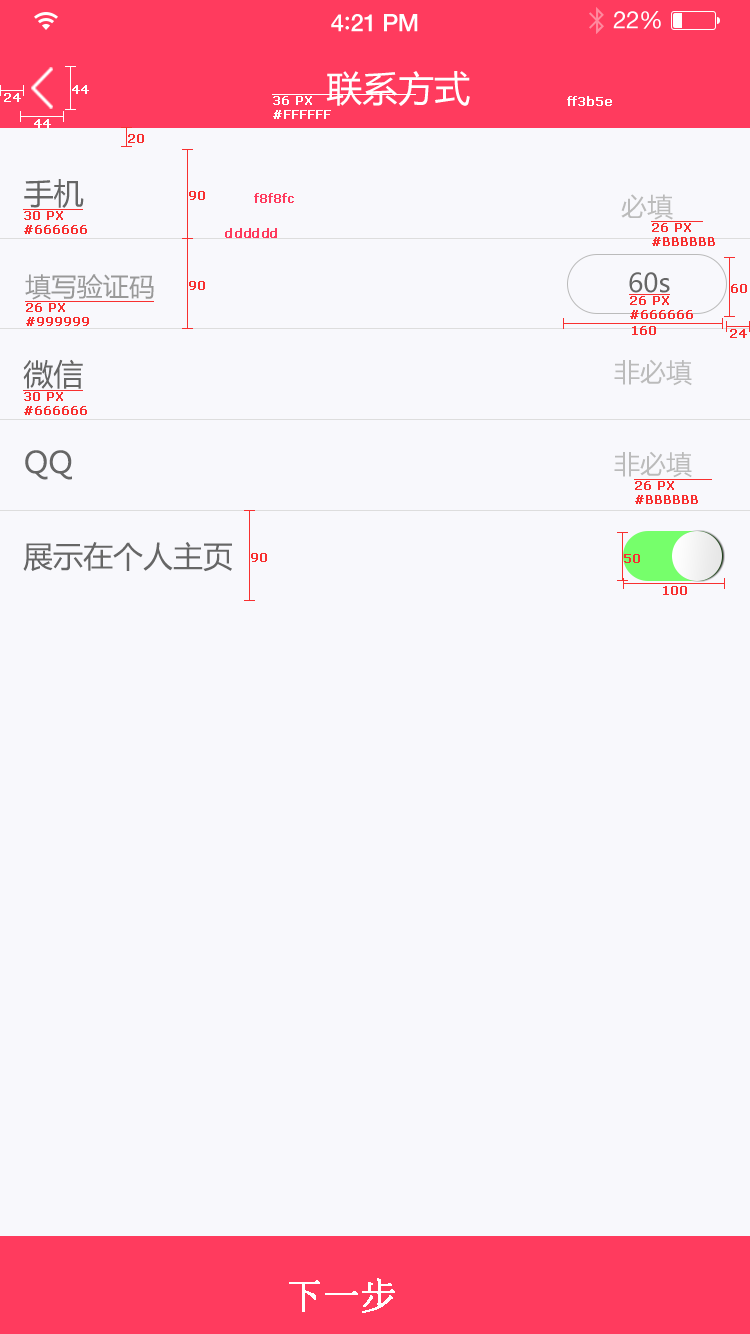 4:21 PM
22%
24
44
44
联系方式
36 PX
#FFFFFF
ff3b5e
20
手机
30 PX
#666666
90
f8f8fc
dddddd
必填
26 PX
#BBBBBB
填写验证码
26 PX
#999999
90
60s
26 PX
#666666
60
160
24
微信
30 PX
#666666
非必填
QQ
非必填
26 PX
#BBBBBB
展示在个人主页
90
50
100
下一步